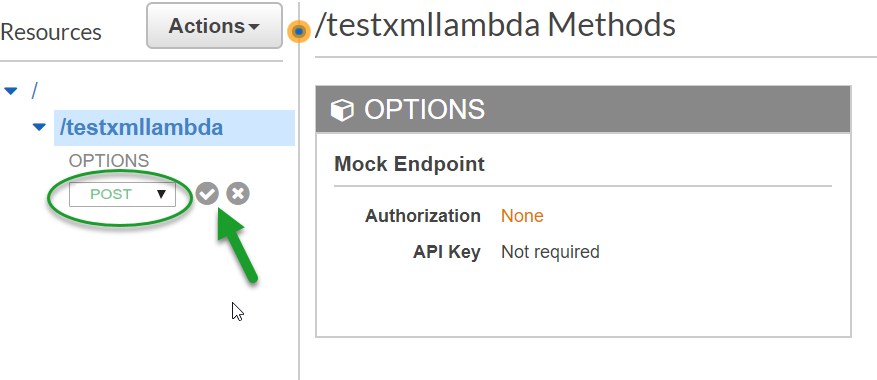 Resources
Actions
/
/testxmllambda
OPTIONS
POST
/testxmllambda Methods
OPTIONS
Mock Endpoint
Authorization None
API Key Not required